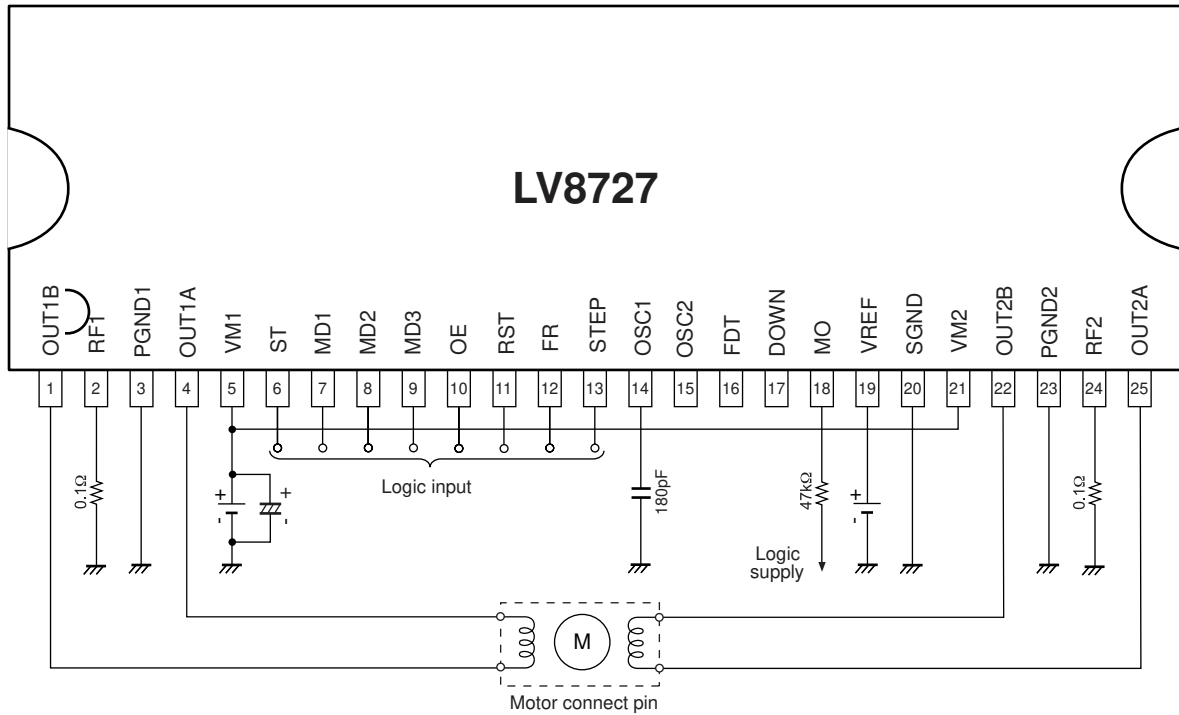 LV8727
OUT1B
RF1
PGND1
OUT1A
VM1
ST
MD1
MD2
MD3
OE
RST
FR
STEP
OSC1
OSC2
FDT
DOWN
MO
VREF
SGND
VM2
OUT2B
PGND2
RF2
OUT2A
1 2 3 4 5 6 7 8 9 10 11 12 13 14 15 16 17 18 19 20 21 22 23 24 25
0.1Ω
+
-
+
-
Logic input
180pF
47kΩ
Logic
supply
+
-
0.1Ω
M
Motor connect pin